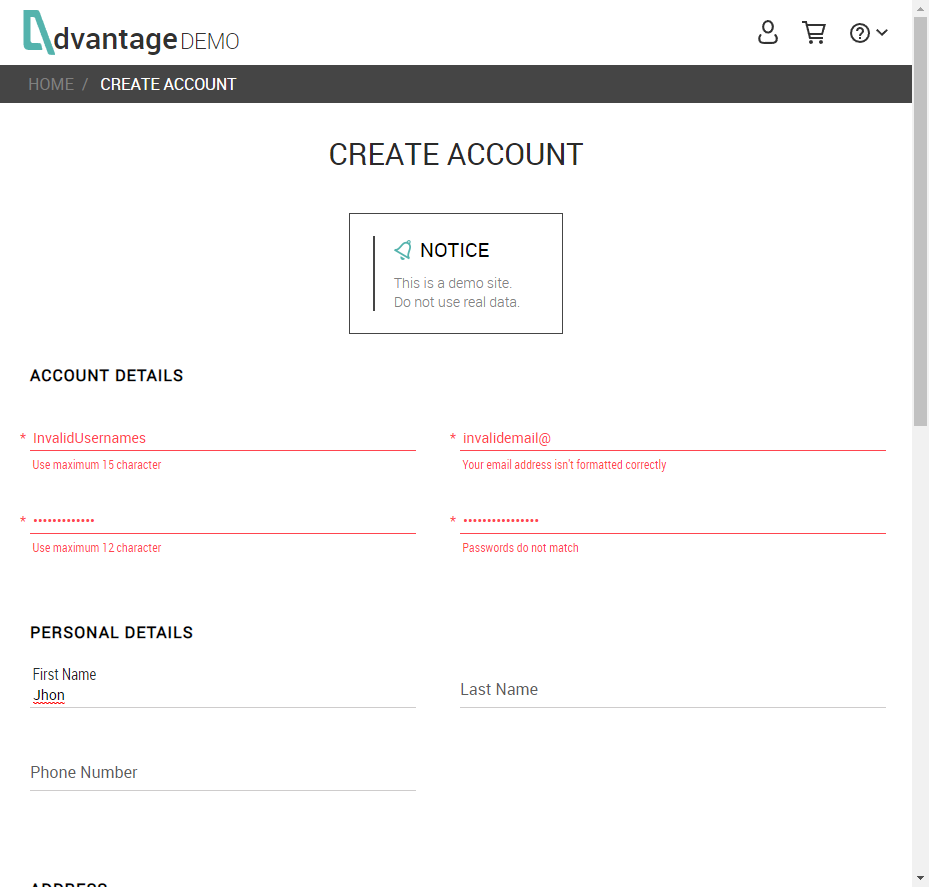 dvantage DEMO
HOME / CREATE ACCOUNT
CREATE ACCOUNT
NOTICE
This is a demo site.
Do not use real data.
ACCOUNT DETAILS
* InvalidUsernames
Use maximum 15 character
* invalidemail@
Your email address isn't formatted correctly
* •••••••••••••
Use maximum 12 character
* ••••••••••••••••
Passwords do not match
PERSONAL DETAILS
First Name
Jhon
Last Name
Phone Number
ADDRESS